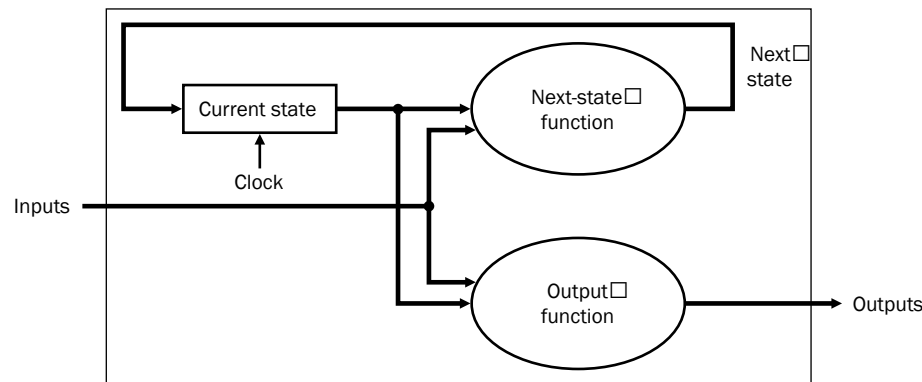 Next
state
Next-state
function
Current state
Clock
Inputs
Output
function
Outputs